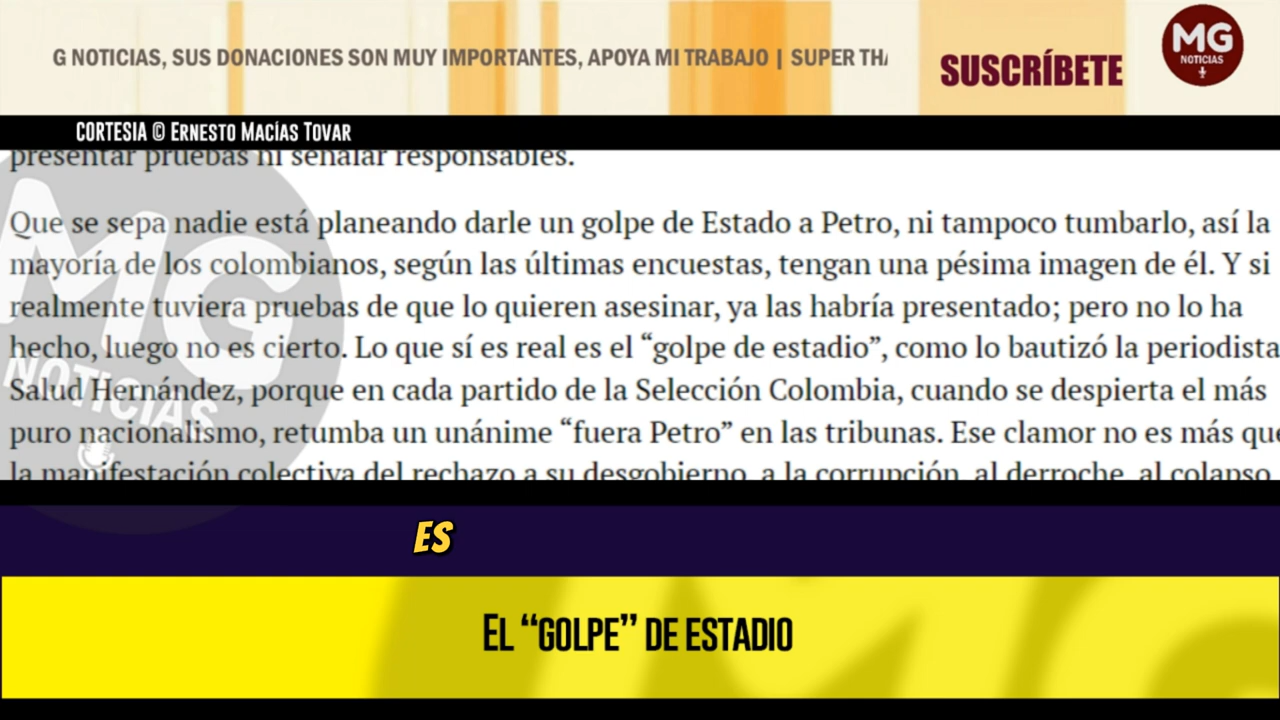 G NOTICIAS, SUS DONACIONES SON MUY IMPORTANTES, APOYA MI TRABAJO | SUPER THA
SUSCRÍBETE
MG
NOTICIAS
CORTESIA © ERNESTO MACÍAS TOVAR
presentar pruebas ni señalar responsables.
Que se sepa nadie está planeando darle un golpe de Estado a Petro, ni tampoco tumbarlo, así la
mayoría de los colombianos, según las últimas encuestas, tengan una pésima imagen de él. Y si
realmente tuviera pruebas de que lo quieren asesinar, ya las habría presentado; pero no lo ha
hecho, luego no es cierto. Lo que sí es real es el “golpe de estadio”, como lo bautizó la periodista
Salud Hernández, porque en cada partido de la Selección Colombia, cuando se despierta el más
puro nacionalismo, retumba un unánime “fuera Petro” en las tribunas. Ese clamor no es más que
la manifestación colectiva del rechazo a su desgobierno, a la corrupción, al derroche, al colapso
MG
NOTICIAS
ES
EL “GOLPE” DE ESTADIO